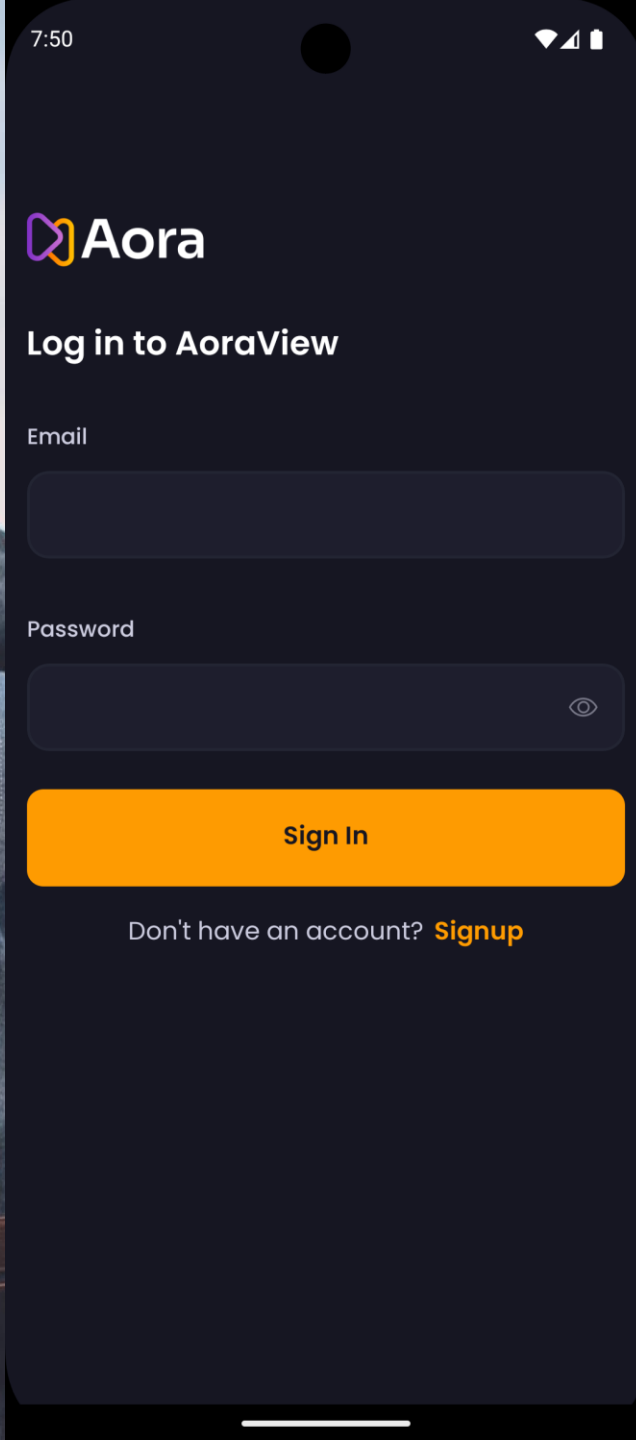 7:50
Aora
Log in to AoraView
Email
Password
Sign In
Don't have an account? Signup